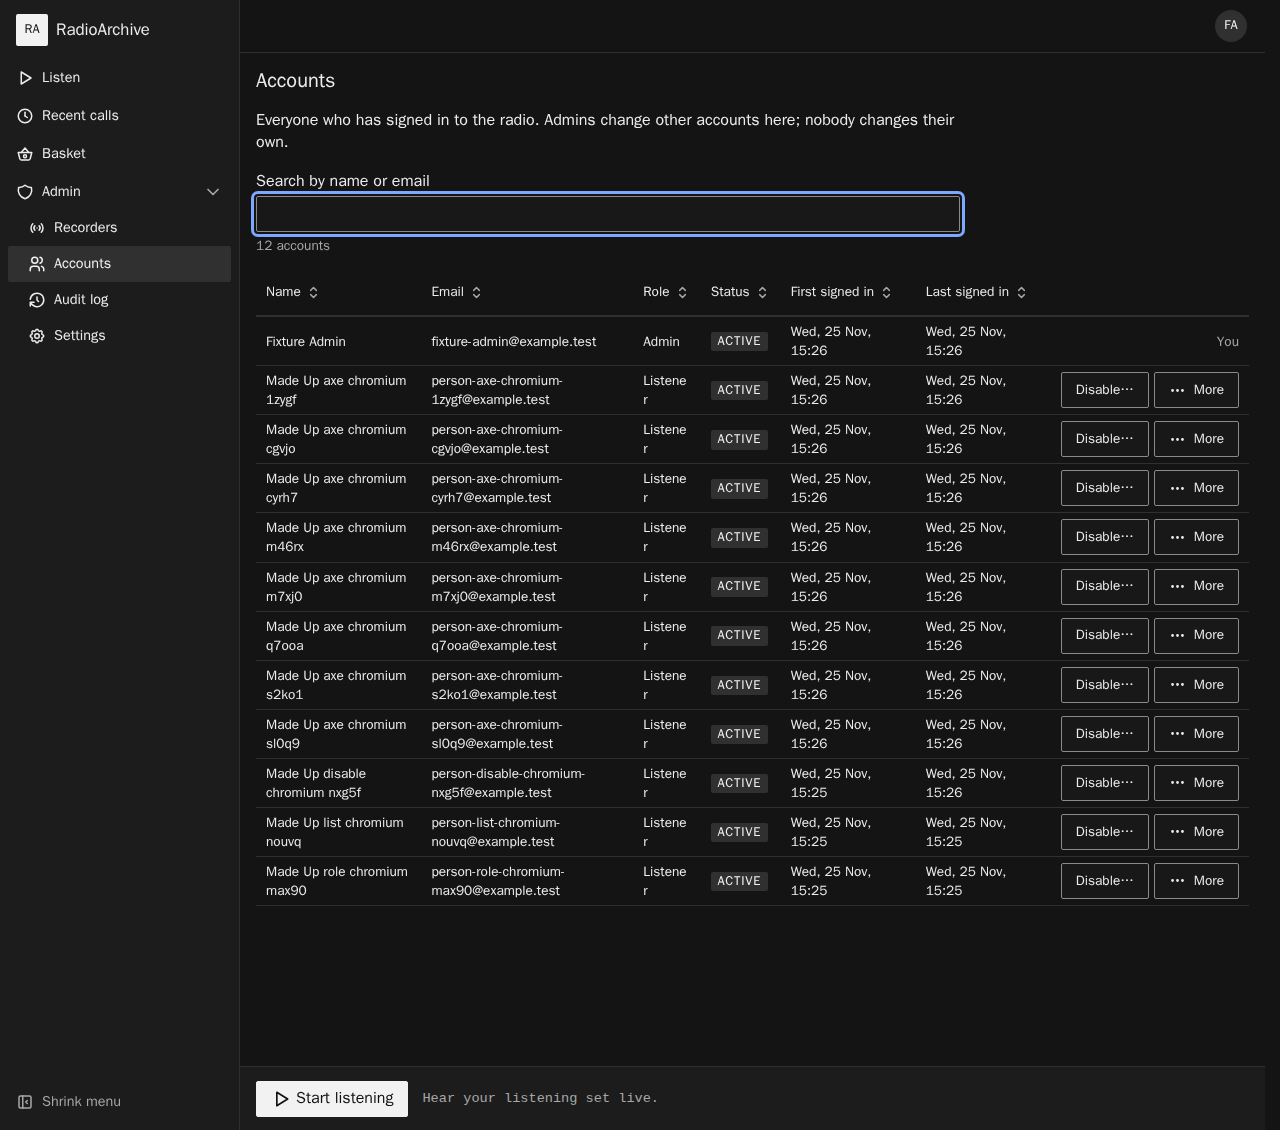 RA RadioArchive
FA
Listen
Recent calls
Basket
Admin
Recorders
Accounts
Audit log
Settings
Shrink menu
Accounts
Everyone who has signed in to the radio. Admins change other accounts here; nobody changes their
own.
Search by name or email
12 accounts
Name Email Role Status First signed in Last signed in
Fixture Admin fixture-admin@example.test Admin ACTIVE Wed, 25 Nov, Wed, 25 Nov, You
15:26 15:26
Made Up axe chromium person-axe-chromium- Listene ACTIVE Wed, 25 Nov, Wed, 25 Nov, Disable··· ··· More
1zygf 1zygf@example.test r 15:26 15:26
Made Up axe chromium person-axe-chromium- Listene ACTIVE Wed, 25 Nov, Wed, 25 Nov, Disable··· ··· More
cgvjo cgvjo@example.test r 15:26 15:26
Made Up axe chromium person-axe-chromium- Listene ACTIVE Wed, 25 Nov, Wed, 25 Nov, Disable··· ··· More
cyrh7 cyrh7@example.test r 15:26 15:26
Made Up axe chromium person-axe-chromium- Listene ACTIVE Wed, 25 Nov, Wed, 25 Nov, Disable··· ··· More
m46rx m46rx@example.test r 15:26 15:26
Made Up axe chromium person-axe-chromium- Listene ACTIVE Wed, 25 Nov, Wed, 25 Nov, Disable··· ··· More
m7xj0 m7xj0@example.test r 15:26 15:26
Made Up axe chromium person-axe-chromium- Listene ACTIVE Wed, 25 Nov, Wed, 25 Nov, Disable··· ··· More
q7ooa q7ooa@example.test r 15:26 15:26
Made Up axe chromium person-axe-chromium- Listene ACTIVE Wed, 25 Nov, Wed, 25 Nov, Disable··· ··· More
s2ko1 s2ko1@example.test r 15:26 15:26
Made Up axe chromium person-axe-chromium- Listene ACTIVE Wed, 25 Nov, Wed, 25 Nov, Disable··· ··· More
sl0q9 sl0q9@example.test r 15:26 15:26
Made Up disable person-disable-chromium- Listene ACTIVE Wed, 25 Nov, Wed, 25 Nov, Disable··· ··· More
chromium nxg5f nxg5f@example.test r 15:25 15:26
Made Up list chromium person-list-chromium- Listene ACTIVE Wed, 25 Nov, Wed, 25 Nov, Disable··· ··· More
nouvq nouvq@example.test r 15:25 15:25
Made Up role chromium person-role-chromium- Listene ACTIVE Wed, 25 Nov, Wed, 25 Nov, Disable··· ··· More
max90 max90@example.test r 15:25 15:25
Start listening Hear your listening set live.